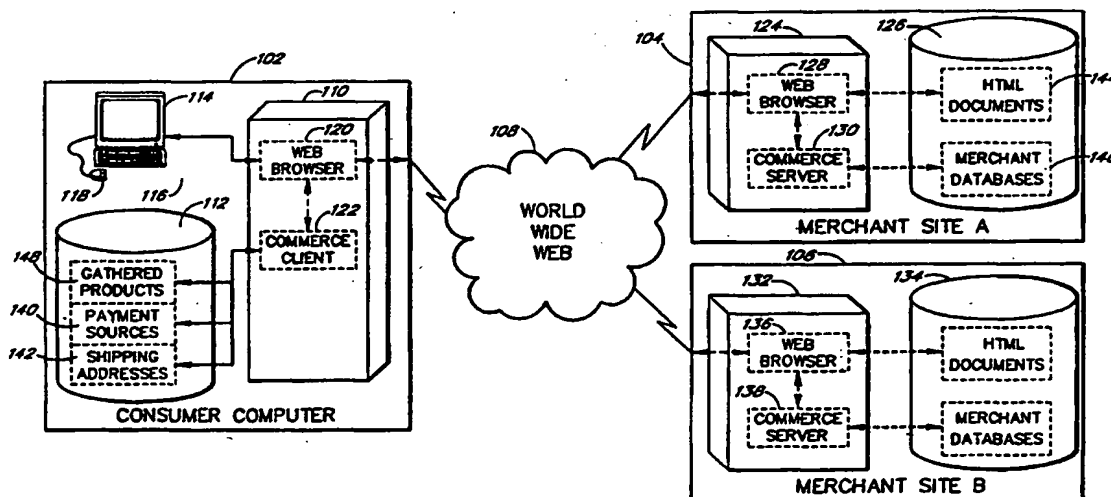 102
114
110
120
WEB
BROWSER
118
116
112
122
COMMERCE
CLIENT
148
GATHERED
PRODUCTS
140
PAYMENT
SOURCES
142
SHIPPING
ADDRESSES
CONSUMER COMPUTER
108
WORLD
WIDE
WEB
104
124
126
128
WEB
BROWSER
HTML
DOCUMENTS
144
130
COMMERCE
SERVER
MERCHANT
DATABASES
MERCHANT SITE A
106
132
134
136
WEB
BROWSER
HTML
DOCUMENTS
138
COMMERCE
SERVER
MERCHANT
DATABASES
MERCHANT SITE B